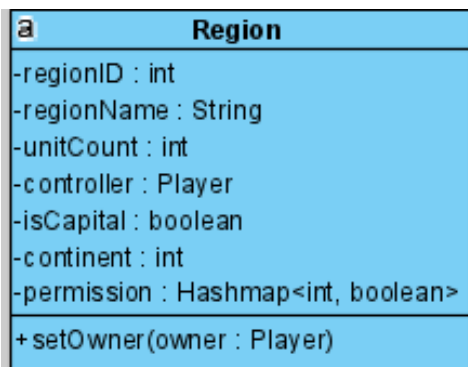 a Region
-regionID : int
-regionName : String
-unitCount : int
-controller : Player
-isCapital : boolean
-continent : int
-permission : Hashmap<int, boolean>
+setOwner(owner : Player)